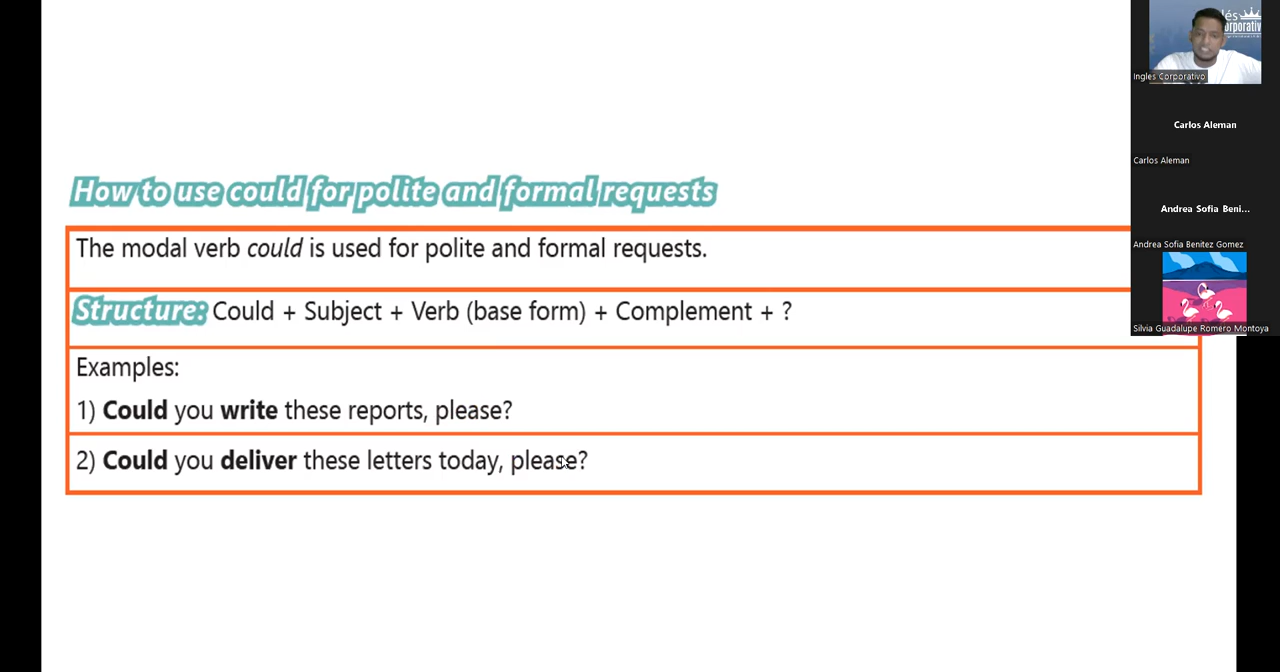 How to use could for polite and formal requests
The modal verb could is used for polite and formal requests.
Structure: Could + Subject + Verb (base form) + Complement + ?
Examples:
1) Could you write these reports, please?
2) Could you deliver these letters today, please?
Ingles Corporativo
Carlos Aleman
Carlos Aleman
Andrea Sofia Beni...
Andrea Sofia Benitez Gomez
Silvia Guadalupe Romero Montoya